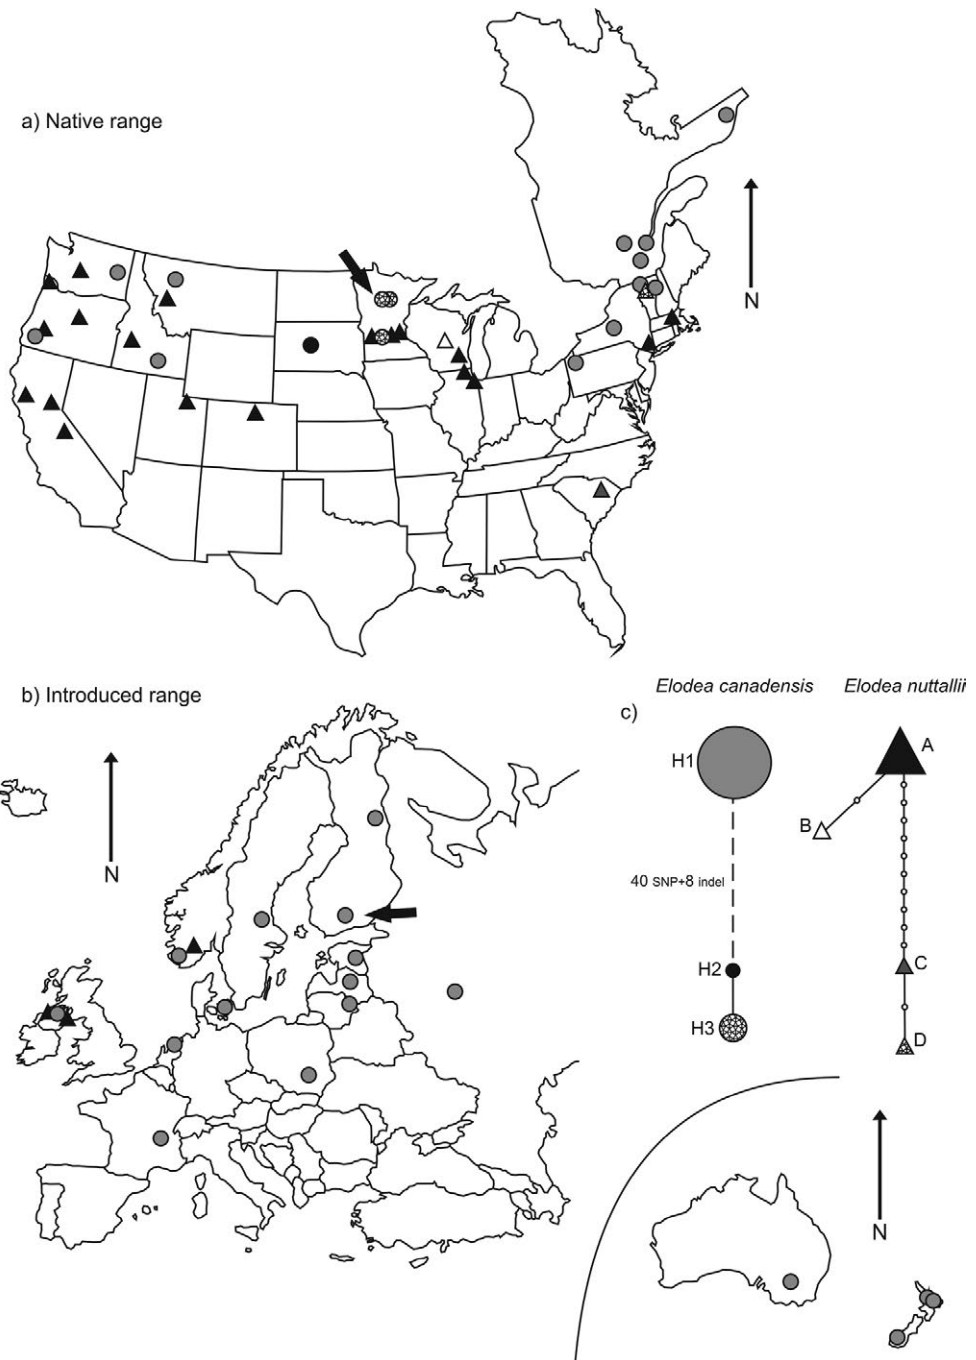 a) Native range
N
b) Introduced range
N
Elodea canadensis
Elodea nuttallii
c)
H1
A
B
40 SNP+8 indel
H2
C
H3
D
N